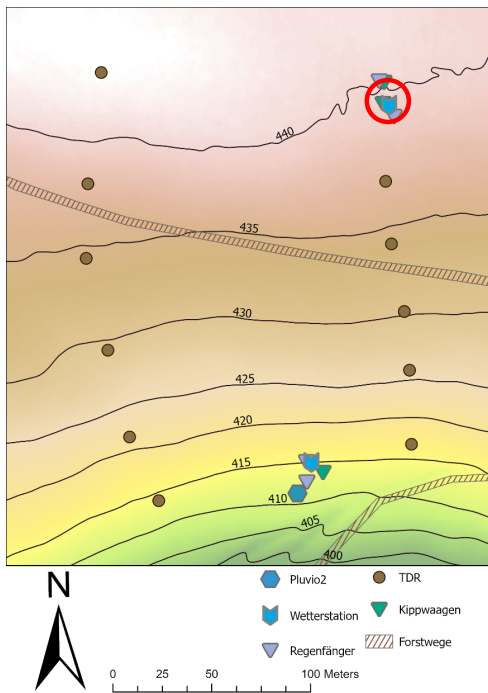 440
435
430
425
420
415
410
405
400
N
Pluvio2
TDR
Wetterstation
Kippwaagen
Regenfänger
Forstwege
0 25 50 100 Meters